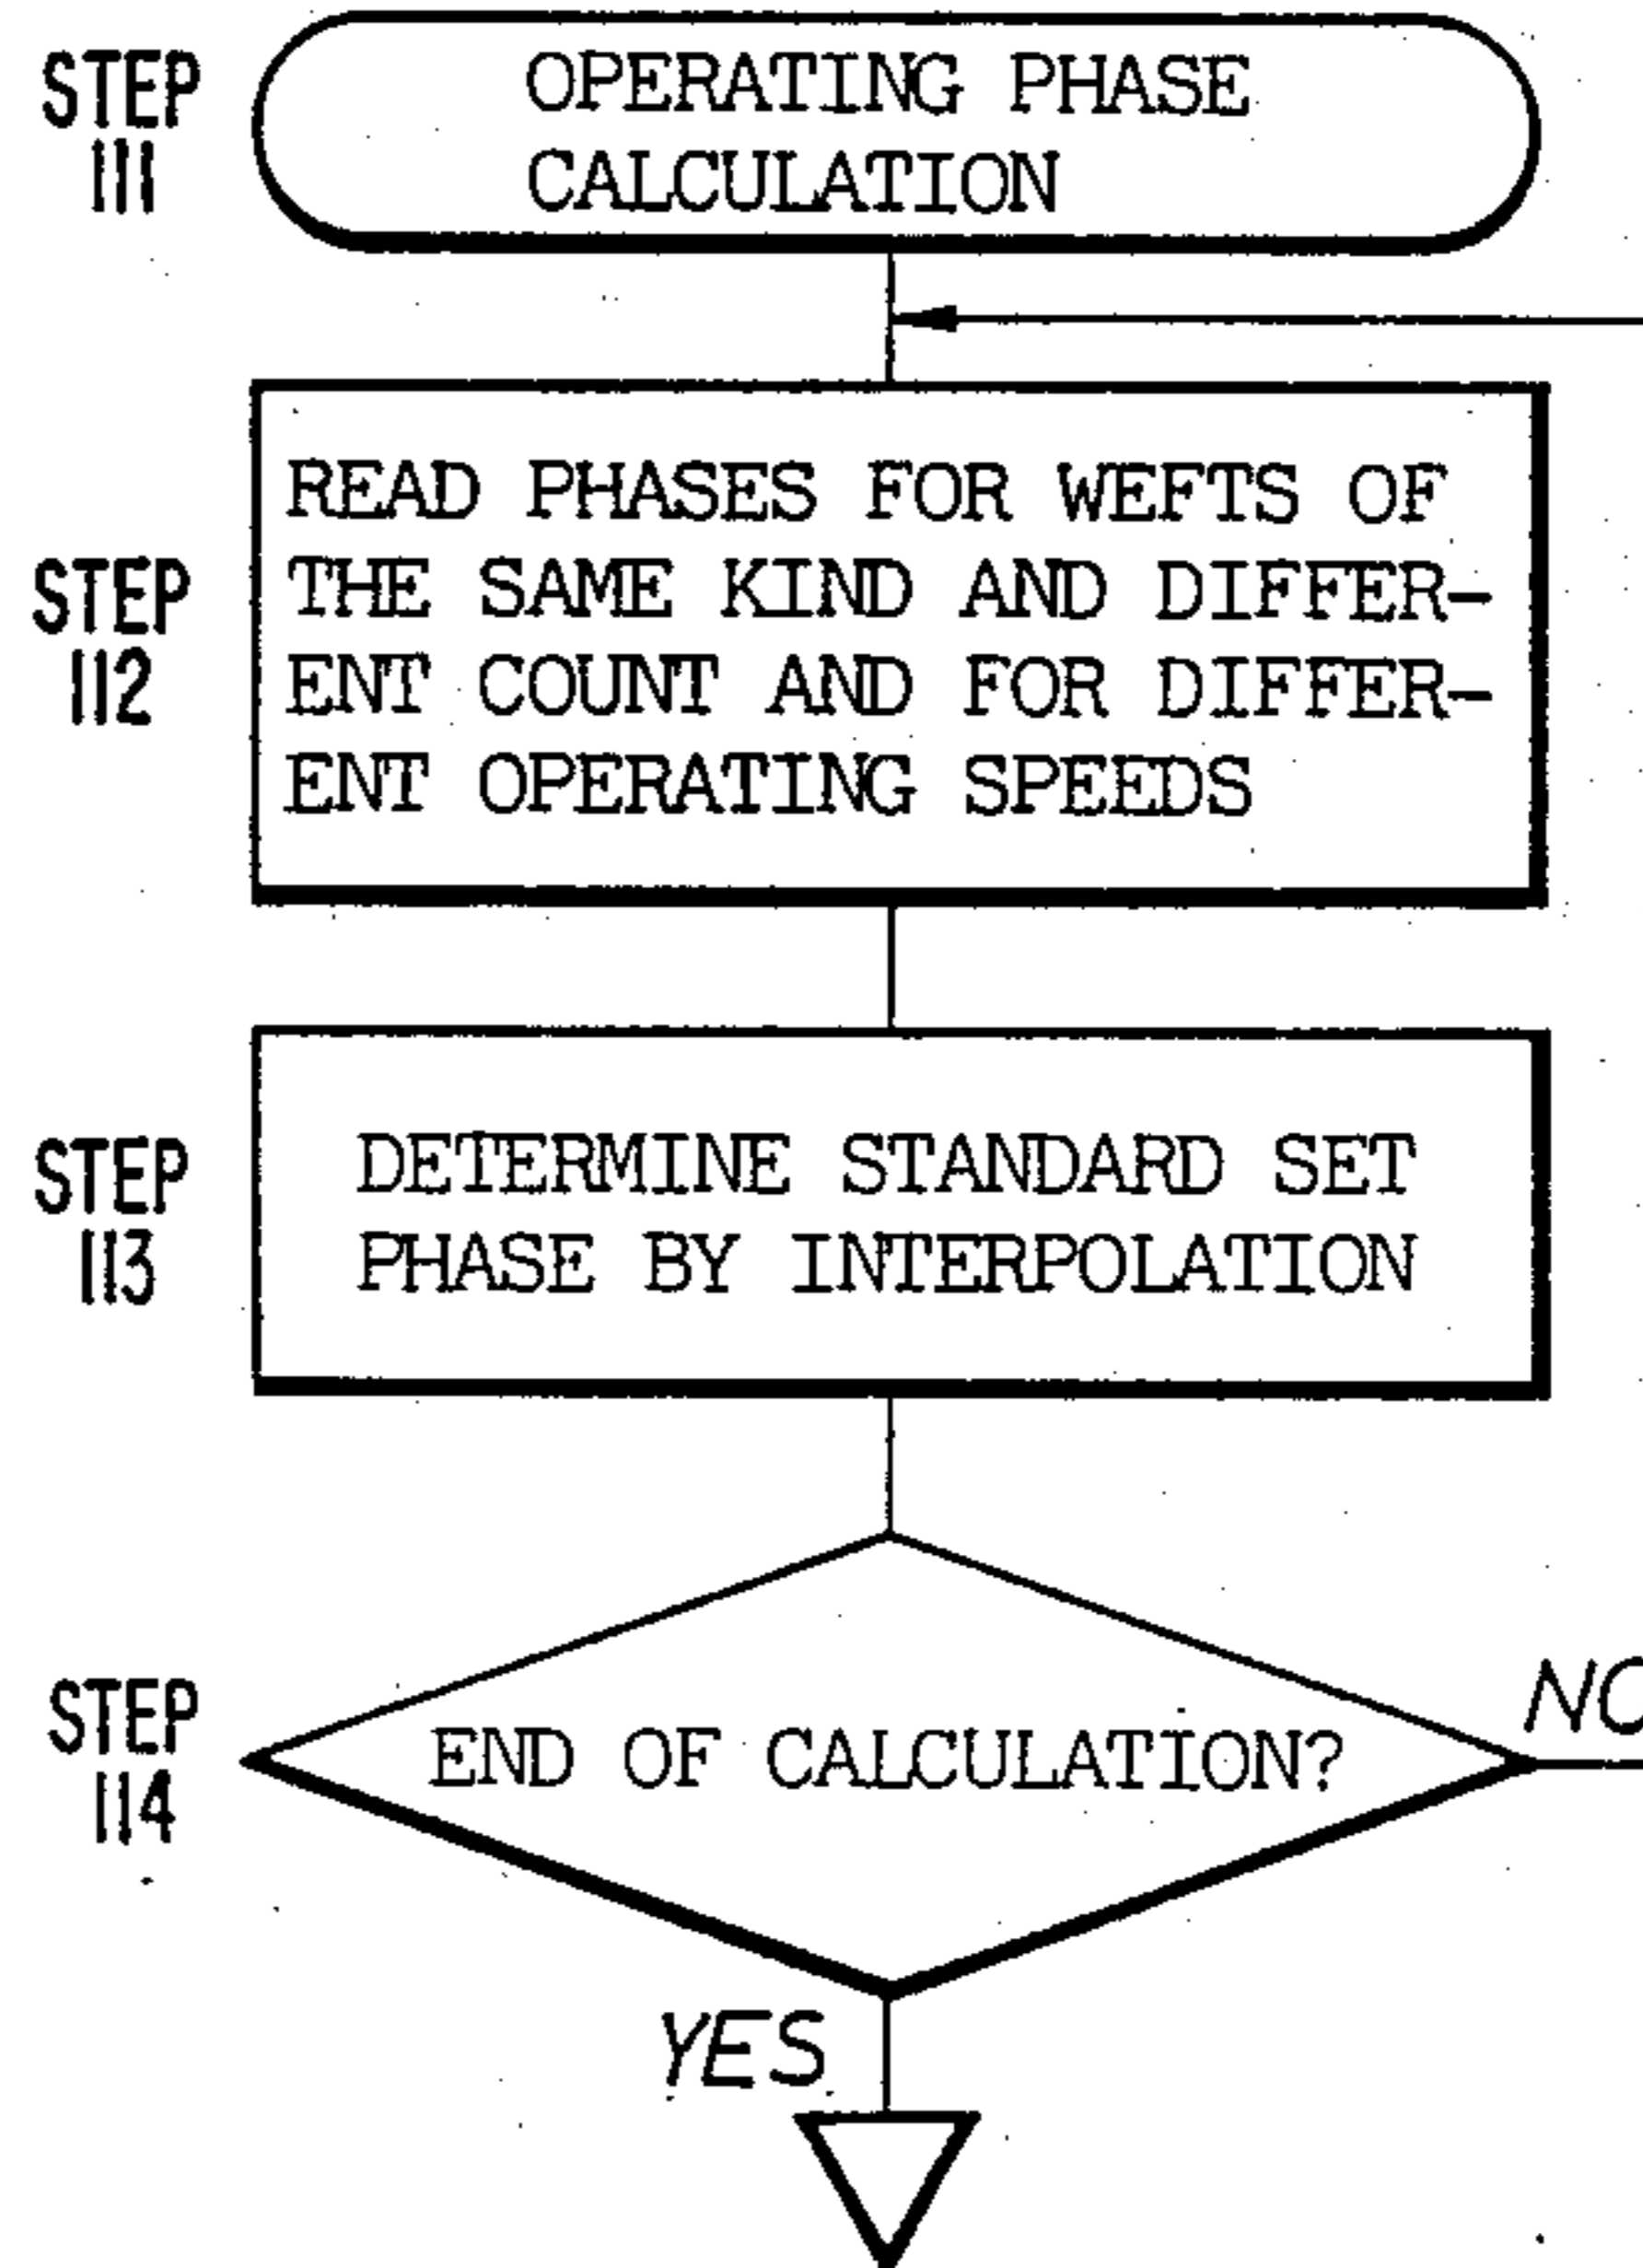 STEP
111
OPERATING PHASE
CALCULATION
STEP
112
READ PHASES FOR WEFTS OF
THE SAME KIND AND DIFFER-
ENT COUNT AND FOR DIFFER-
ENT OPERATING SPEEDS
STEP
113
DETERMINE STANDARD SET
PHASE BY INTERPOLATION
STEP
114
END OF CALCULATION?
NO
YES